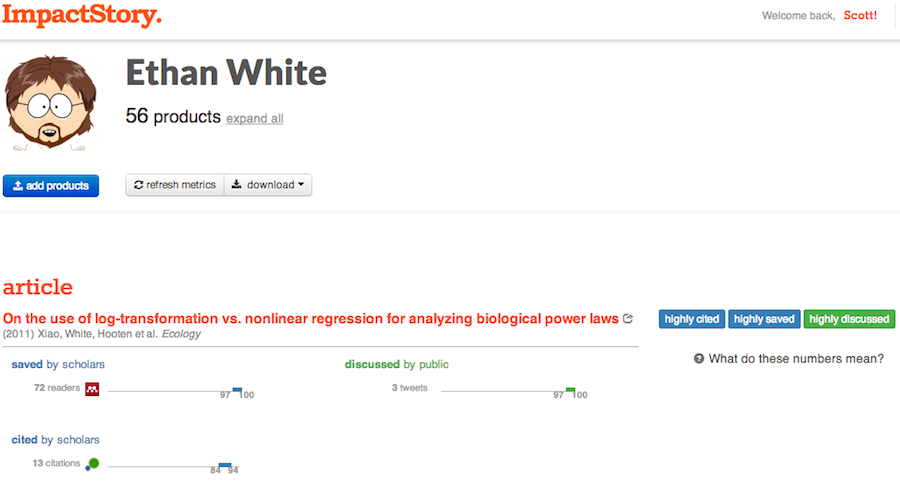 ImpactStory.
Welcome back, Scott!
Ethan White
56 products expand all
add products
refresh metrics download
article
On the use of log-transformation vs. nonlinear regression for analyzing biological power laws
(2011) Xiao, White, Hooten et al. Ecology
highly cited highly saved highly discussed
What do these numbers mean?
saved by scholars
72 readers
97 100
discussed by public
3 tweets
97 100
cited by scholars
13 citations
84 94